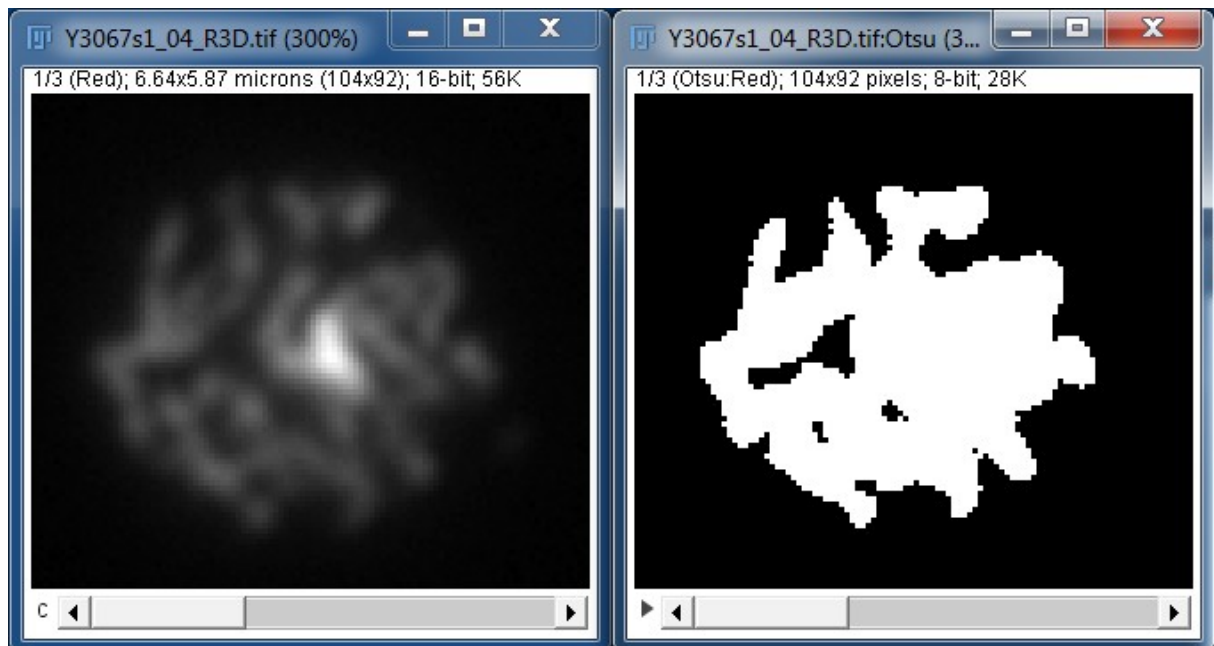 Y3067s1_04_R3D.tif (300%)
1/3 (Red); 6.64x5.87 microns (104x92); 16-bit; 56K
C
Y3067s1_04_R3D.tif:Otsu (3...
1/3 (Otsu:Red); 104x92 pixels; 8-bit; 28K